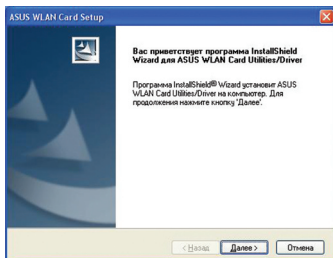 ASUS WLAN Card Setup
Вас приветствует программа InstallShield
Wizard для ASUS WLAN Card Utilities/Driver
Программа InstallShield® Wizard установит ASUS
WLAN Card Utilities/Driver на компьютер. Для
продолжения нажмите кнопку 'Далее'.
< Назад
Далее >
Отмена